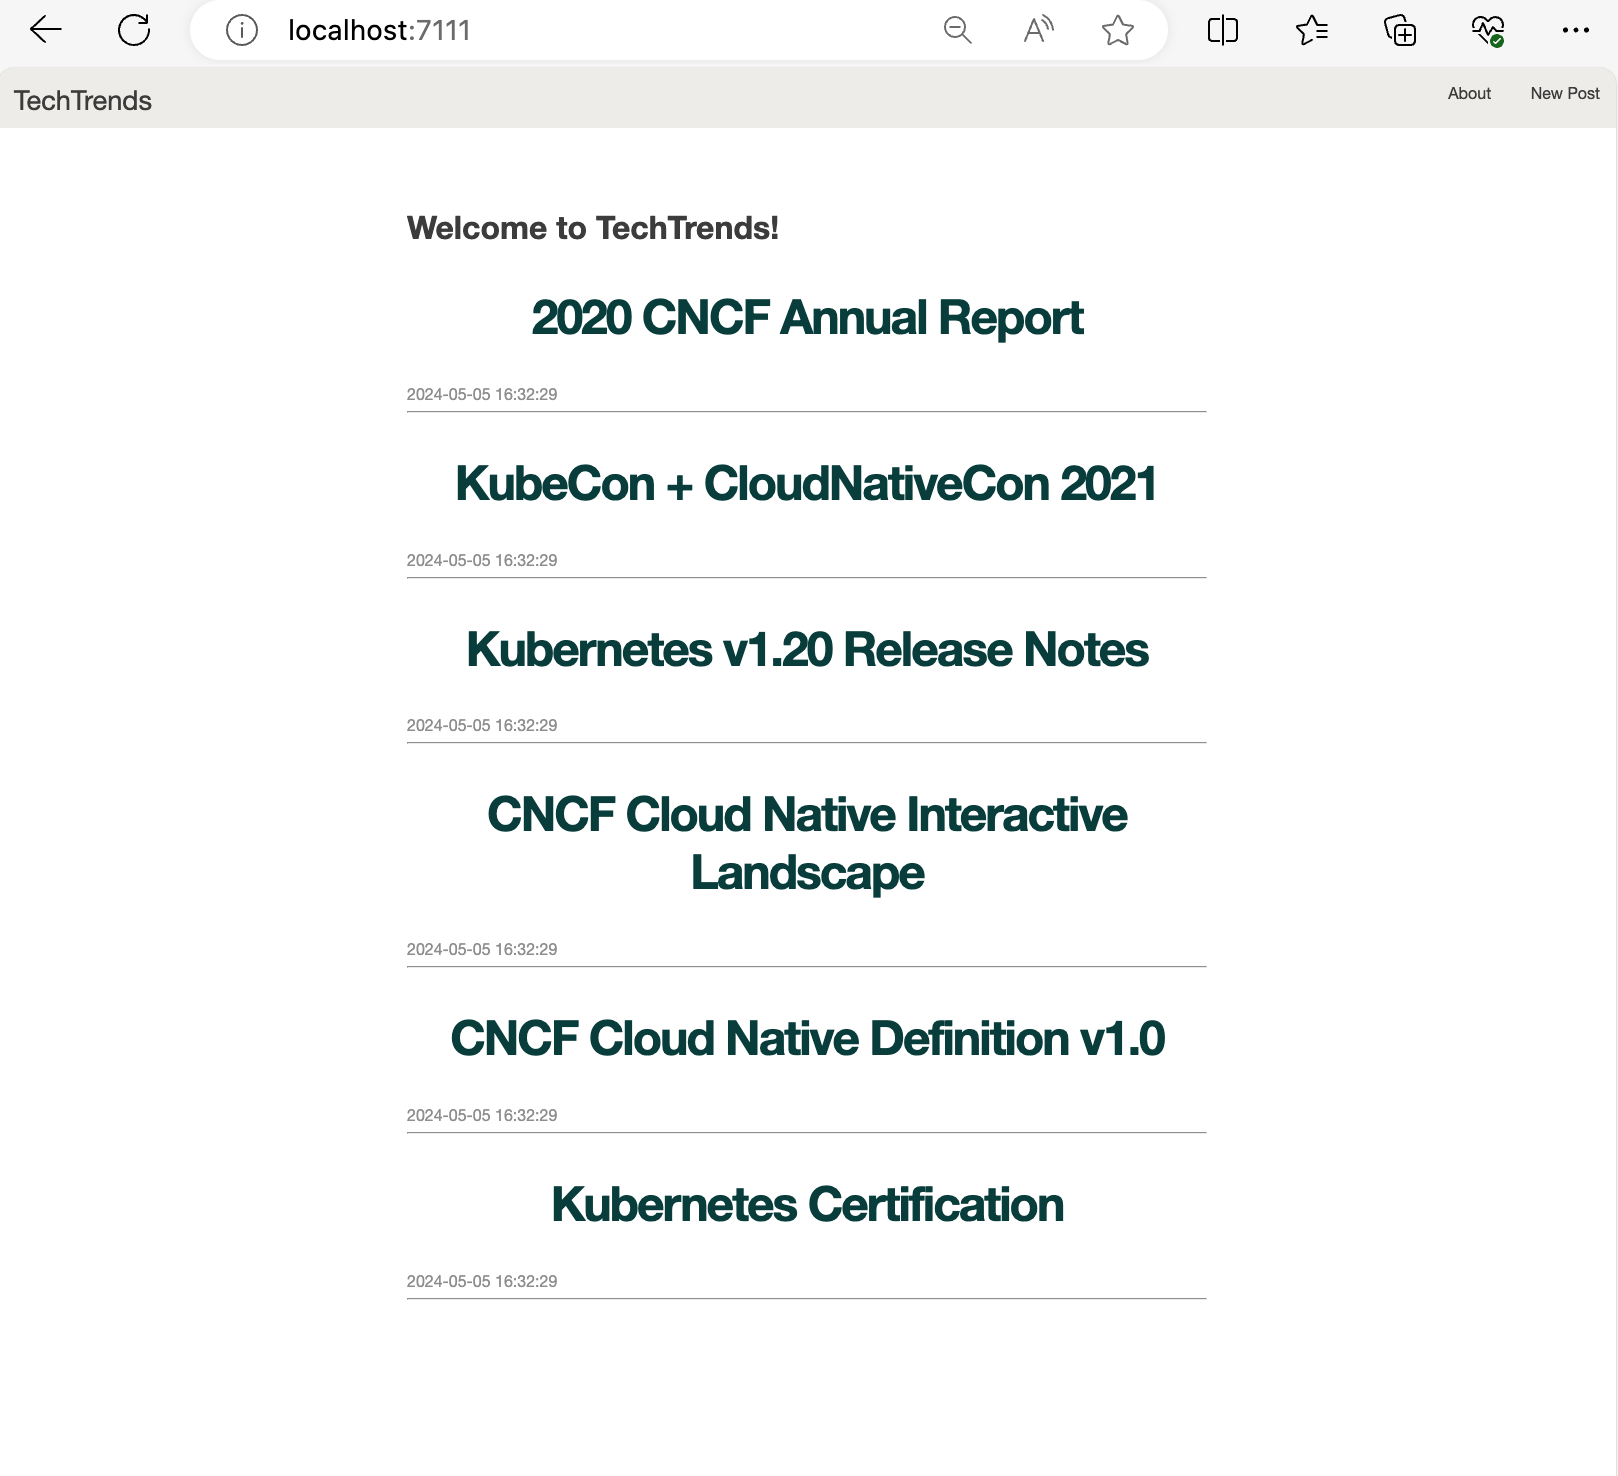 localhost:7111
TechTrends
About
New Post
Welcome to TechTrends!
2020 CNCF Annual Report
2024-05-05 16:32:29
KubeCon + CloudNativeCon 2021
2024-05-05 16:32:29
Kubernetes v1.20 Release Notes
2024-05-05 16:32:29
CNCF Cloud Native Interactive
Landscape
2024-05-05 16:32:29
CNCF Cloud Native Definition v1.0
2024-05-05 16:32:29
Kubernetes Certification
2024-05-05 16:32:29